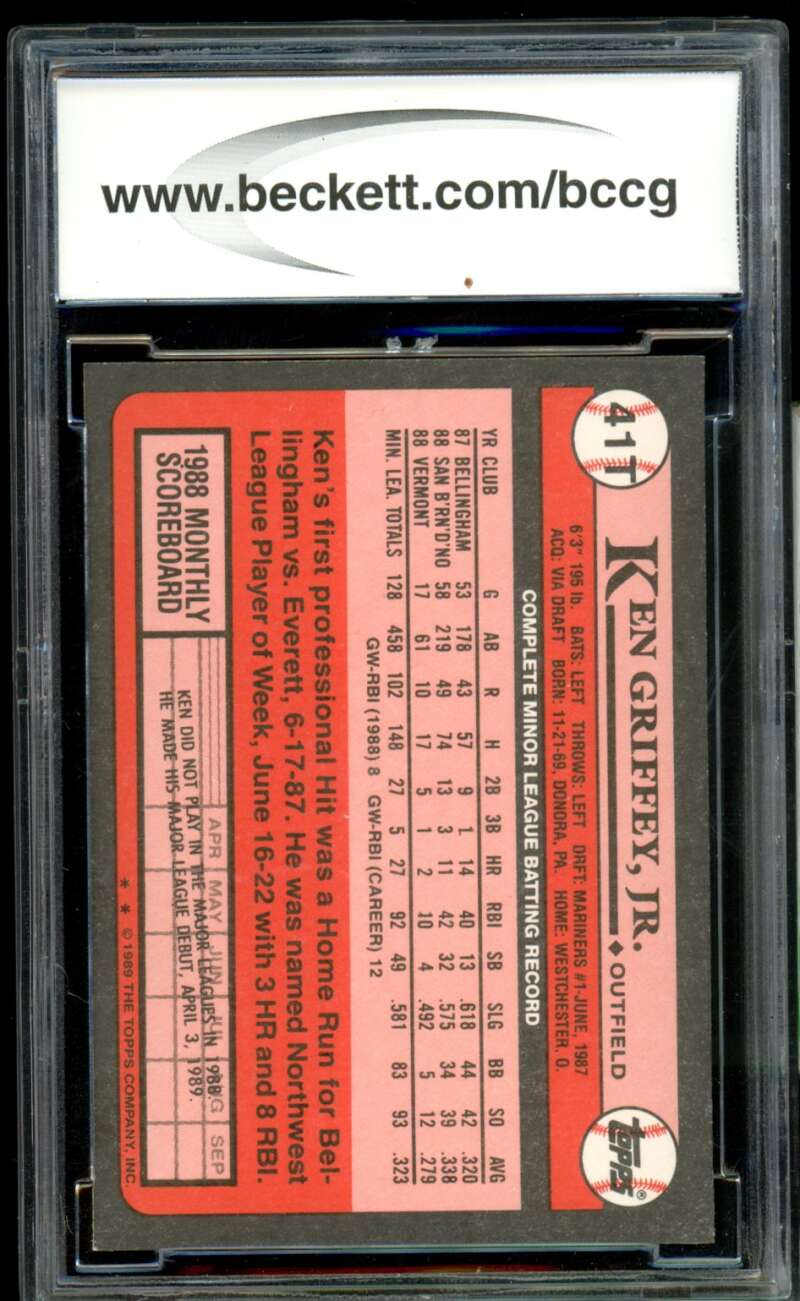 www.beckett.com/bccg
41T
KEN GRIFFEY, JR. ♦ OUTFIELD
topps®
6'3" 195 lb. BATS: LEFT THROWS: LEFT DRFT: MARINERS #1-JUNE, 1987
ACQ: VIA DRAFT BORN: 11-21-69, DONORA, PA. HOME: WESTCHESTER, O.
COMPLETE MINOR LEAGUE BATTING RECORD
YR CLUB G AB R H 2B 3B HR RBI SB SLG BB SO AVG
87 BELLINGHAM 53 178 43 57 9 1 14 40 13 .618 44 42 .320
88 SAN B'RN'D'NO 58 219 49 74 13 3 11 42 32 .575 34 39 .338
88 VERMONT 17 61 10 17 5 1 2 10 4 .492 5 12 .279
MIN. LEA. TOTALS 128 458 102 148 27 5 27 92 49 .581 83 93 .323
GW-RBI (1988) 8 GW-RBI (CAREER) 12
Ken's first professional Hit was a Home Run for Bel-
lingham vs. Everett, 6-17-87. He was named Northwest
League Player of Week, June 16-22 with 3 HR and 8 RBI.
1988 MONTHLY
SCOREBOARD
APR MAY JUN JUL AUG SEP
KEN DID NOT PLAY IN THE MAJOR LEAGUES IN 1988.
HE MADE HIS MAJOR LEAGUE DEBUT, APRIL 3, 1989.
* * © 1989 THE TOPPS COMPANY, INC.